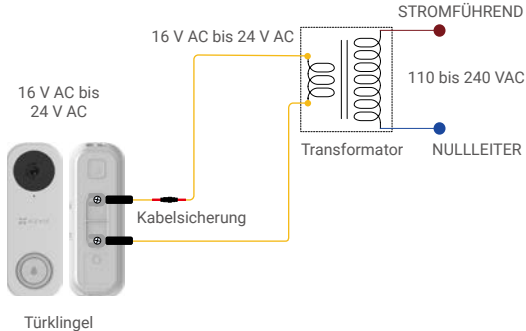 STROMFÜHREND
16 V AC bis 24 V AC
110 bis 240 VAC
16 V AC bis
24 V AC
Transformator
NULLLEITER
Kabelsicherung
Türklingel